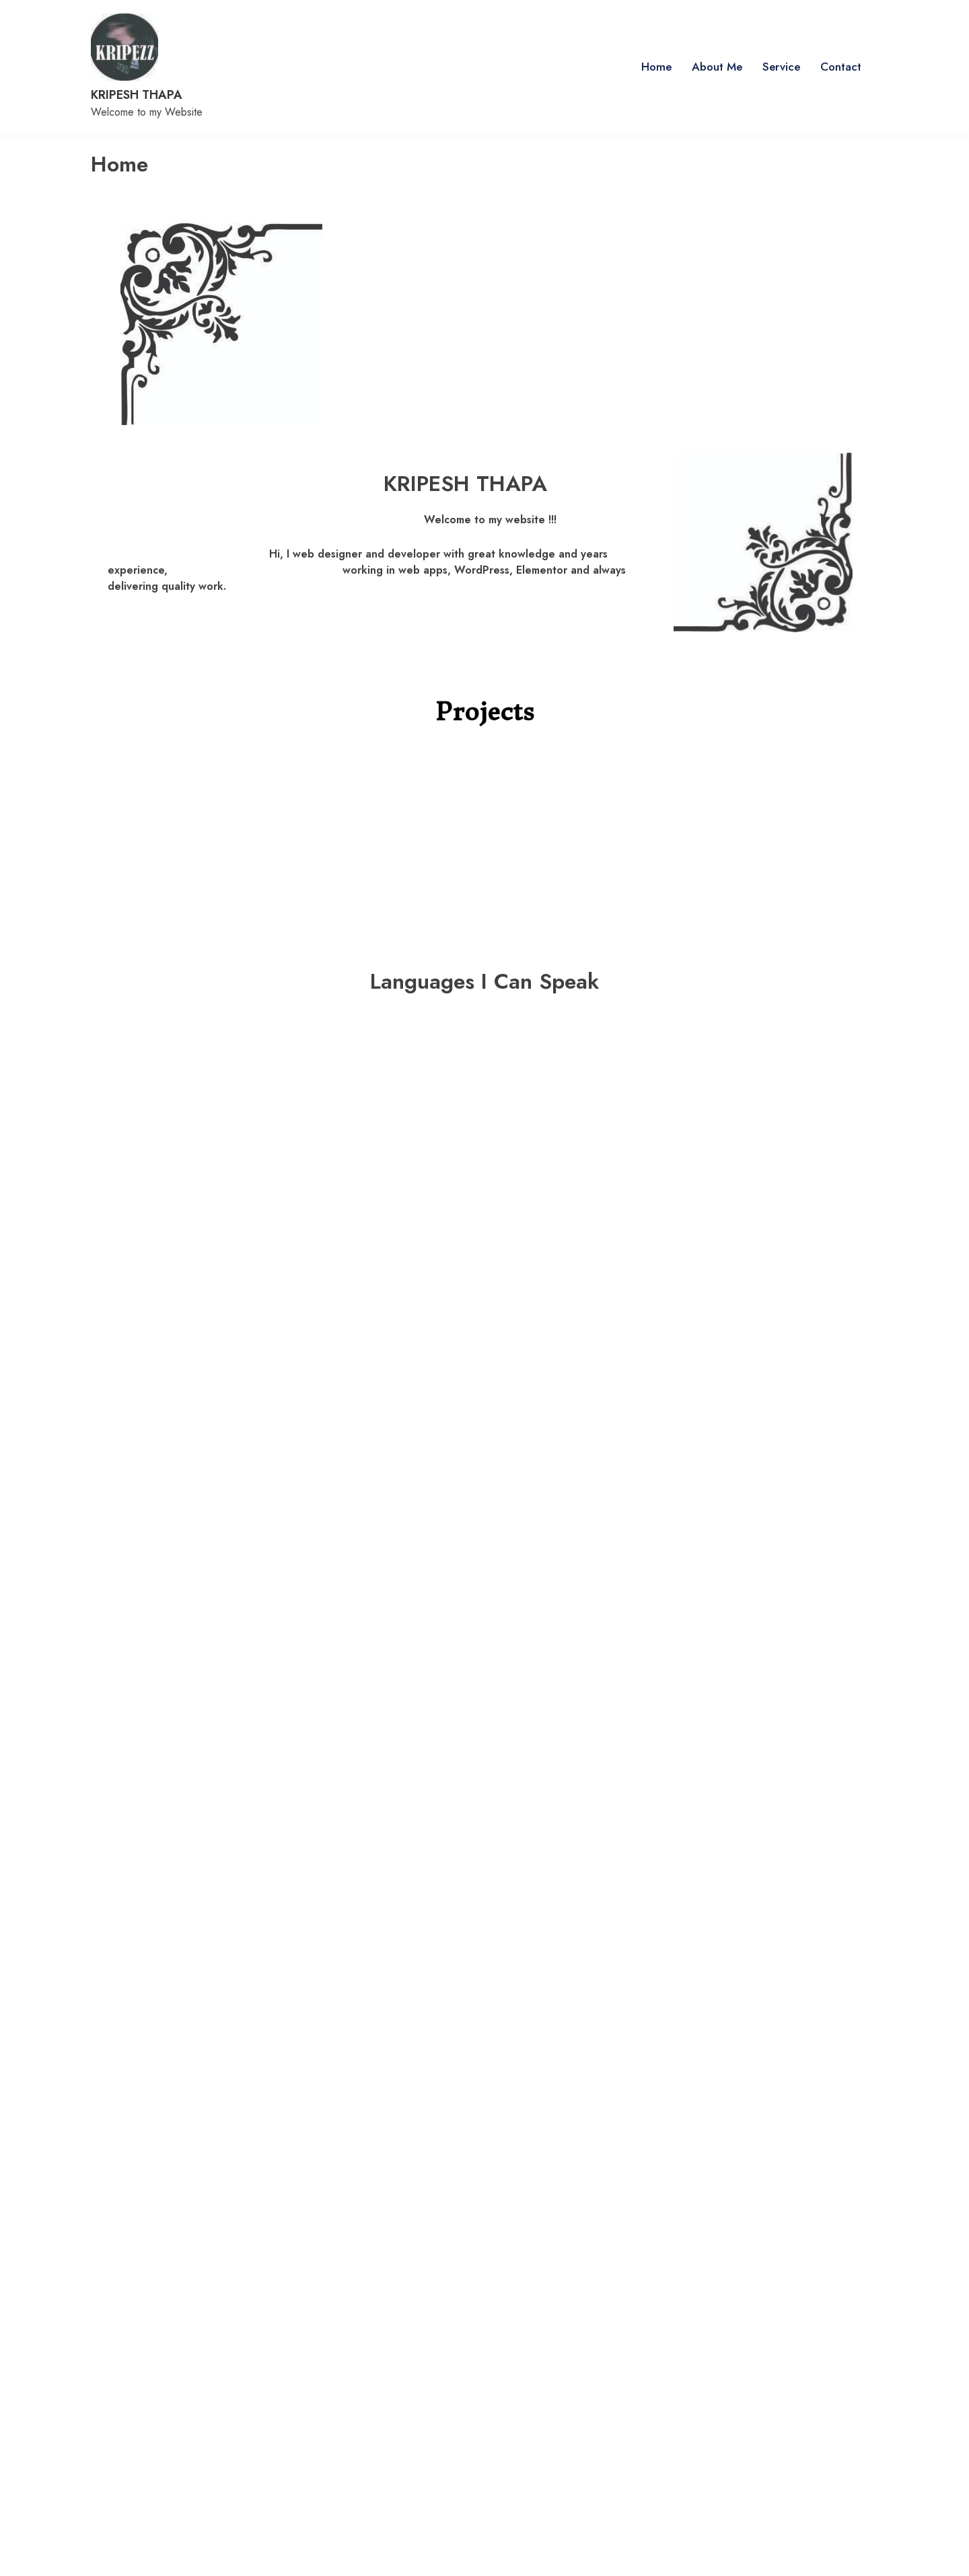 KRIPEZZ
Home About Me Service Contact
KRIPESH THAPA
Welcome to my Website
Home
KRIPESH THAPA
Welcome to my website !!!
Hi, I web designer and developer with great knowledge and years
experience, working in web apps, WordPress, Elementor and always
delivering quality work.
Projects
Languages I Can Speak